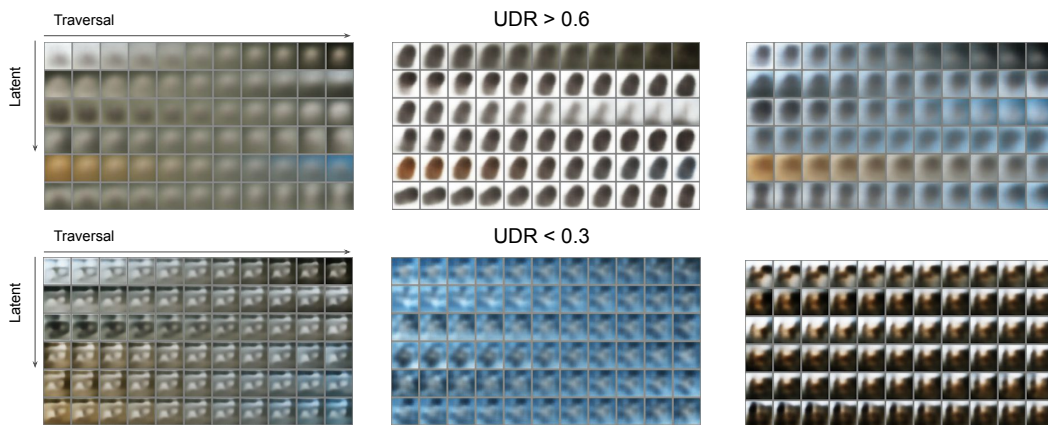 UDR > 0.6
Traversal
Latent
UDR < 0.3
Traversal
Latent